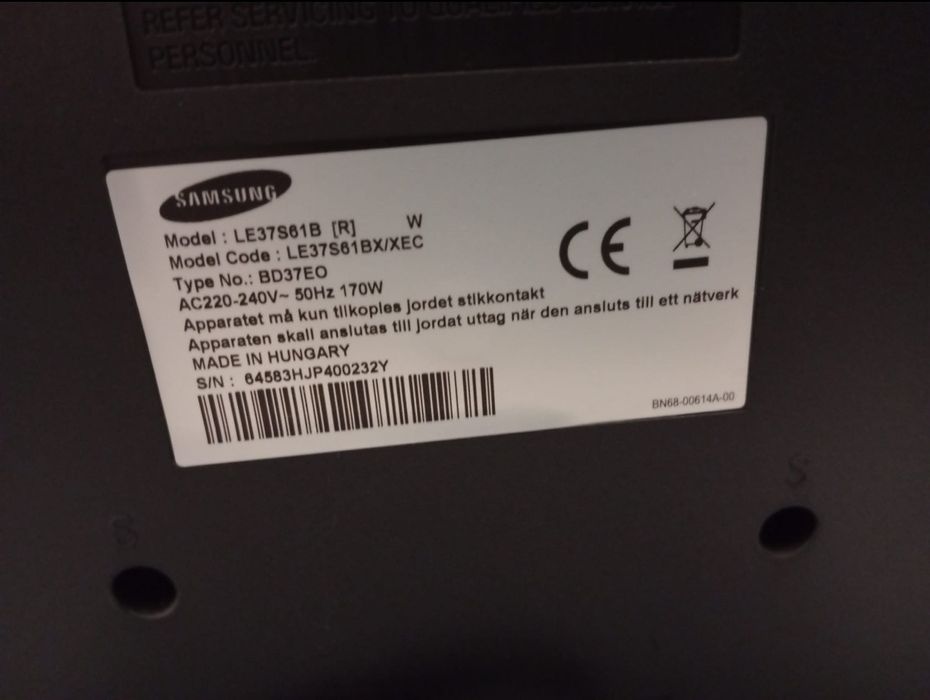 REFER SERVICING TO QUALIFIED SERVICE
PERSONNEL.
SAMSUNG
Model : LE37S61B [R] W
Model Code : LE37S61BX/XEC
Type No.: BD37EO
AC220-240V~ 50Hz 170W
Apparatet må kun tilkoples jordet stikkontakt
Apparaten skall anslutas till jordat uttag när den ansluts till ett nätverk
MADE IN HUNGARY
S/N : 64583HJP400232Y
CE
BN68-00614A-00